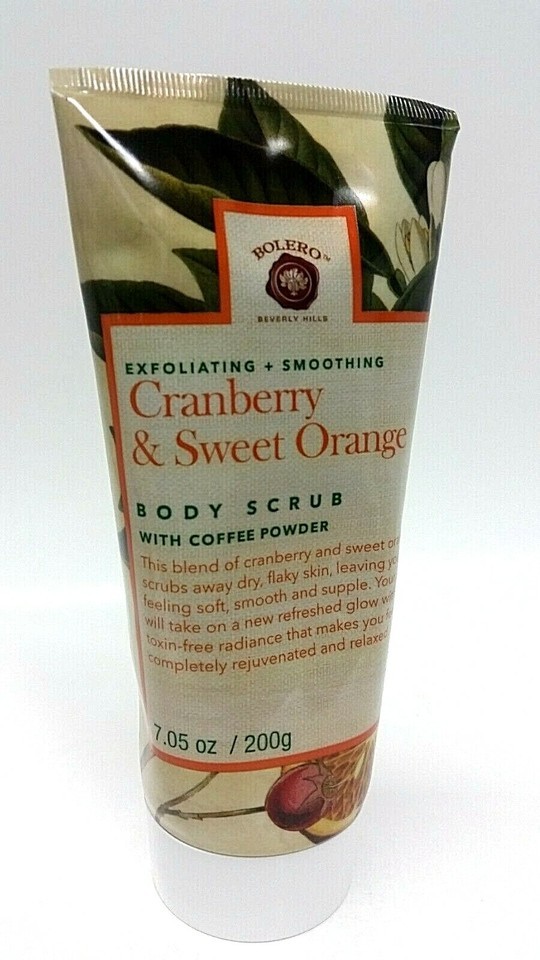 BOLERO™
BEVERLY HILLS
EXFOLIATING + SMOOTHING
Cranberry
& Sweet Orange
BODY SCRUB
WITH COFFEE POWDER
This blend of cranberry and sweet
scrubs away dry, flaky skin, leaving
feeling soft, smooth and supple.
will take on a new refreshed glow
toxin-free radiance that makes you
completely rejuvenated and relaxed
7.05 oz / 200g